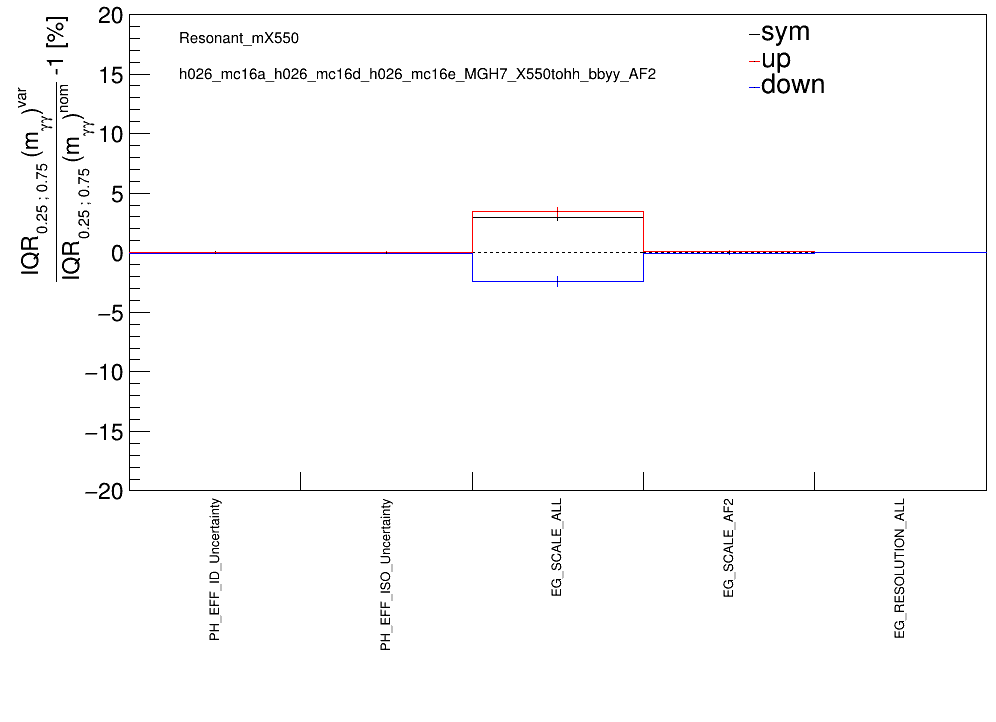 IQR0.25 ; 0.75 (mγγ)var
IQR0.25 ; 0.75 (mγγ)nom -1 [%]
20
15
10
5
0
−5
−10
−15
−20
Resonant_mX550
h026_mc16a_h026_mc16d_h026_mc16e_MGH7_X550tohh_bbyy_AF2
sym
up
down
PH_EFF_ID_Uncertainty
PH_EFF_ISO_Uncertainty
EG_SCALE_ALL
EG_SCALE_AF2
EG_RESOLUTION_ALL